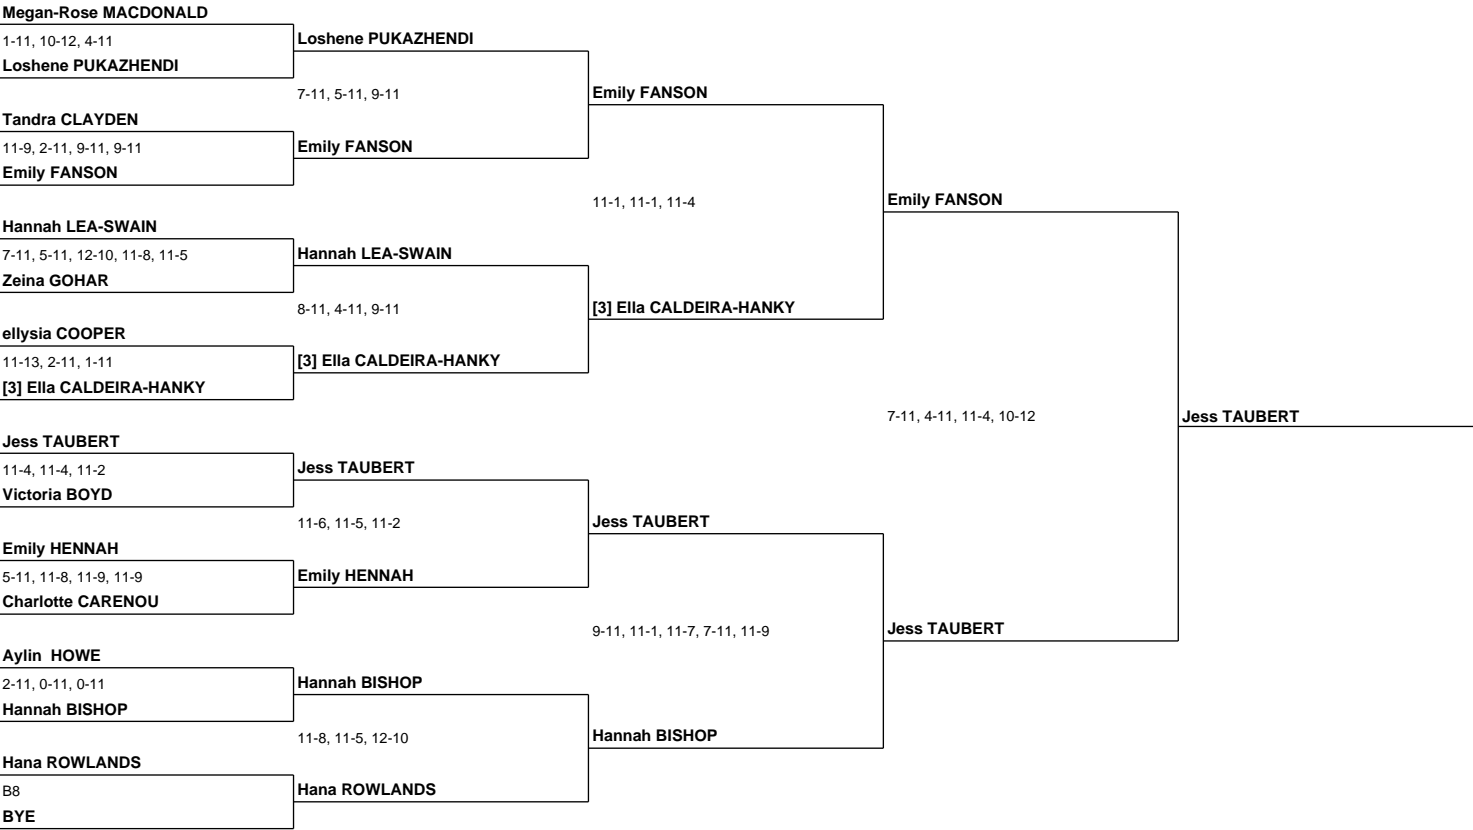 Megan-Rose MACDONALD
1-11, 10-12, 4-11
Loshene PUKAZHENDI
Tandra CLAYDEN
11-9, 2-11, 9-11, 9-11
Emily FANSON
Hannah LEA-SWAIN
7-11, 5-11, 12-10, 11-8, 11-5
Zeina GOHAR
ellysia COOPER
11-13, 2-11, 1-11
[3] Ella CALDEIRA-HANKY
Jess TAUBERT
11-4, 11-4, 11-2
Victoria BOYD
Emily HENNAH
5-11, 11-8, 11-9, 11-9
Charlotte CARENOU
Aylin  HOWE
2-11, 0-11, 0-11
Hannah BISHOP
Hana ROWLANDS
B8
BYE
Loshene PUKAZHENDI
7-11, 5-11, 9-11
Emily FANSON
Hannah LEA-SWAIN
8-11, 4-11, 9-11
[3] Ella CALDEIRA-HANKY
Jess TAUBERT
11-6, 11-5, 11-2
Emily HENNAH
Hannah BISHOP
11-8, 11-5, 12-10
Hana ROWLANDS
Emily FANSON
11-1, 11-1, 11-4
[3] Ella CALDEIRA-HANKY
Jess TAUBERT
9-11, 11-1, 11-7, 7-11, 11-9
Hannah BISHOP
Emily FANSON
7-11, 4-11, 11-4, 10-12
Jess TAUBERT
Jess TAUBERT